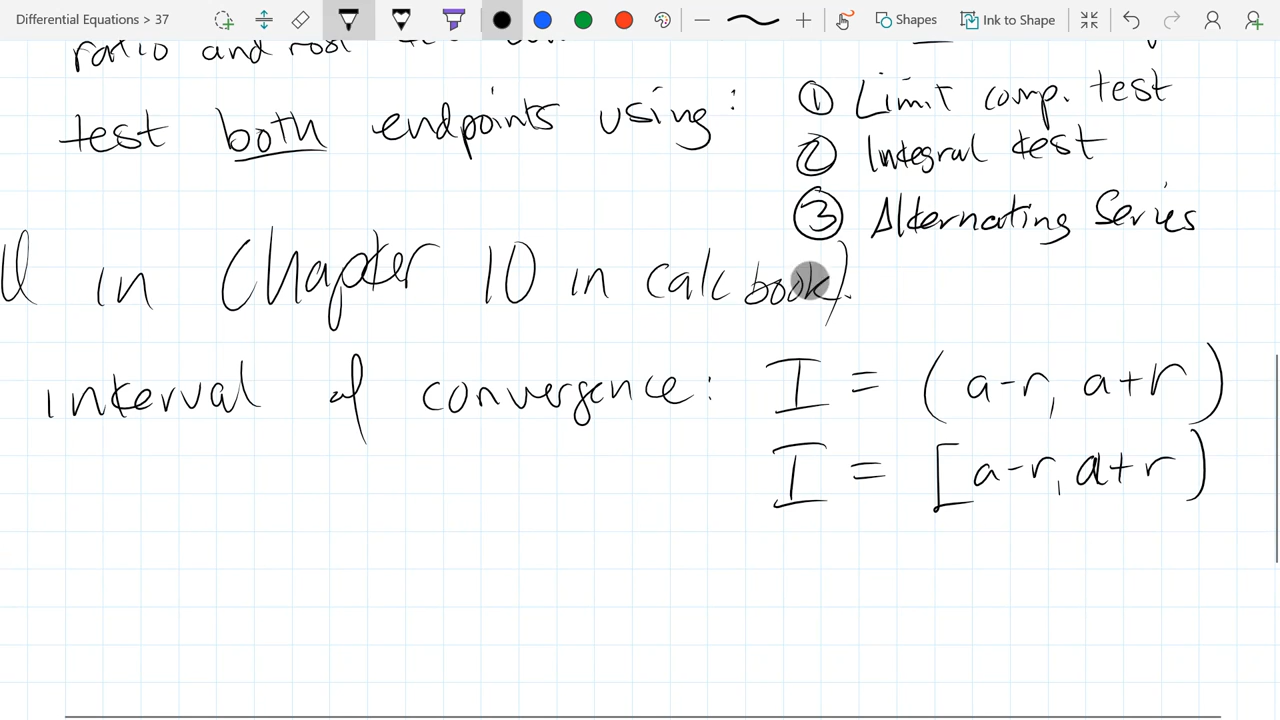 Differential Equations > 37
Shapes
Ink to Shape
ratio and root
test both endpoints using:
① Limit comp. test
② Integral test
③ Alternating Series
in Chapter 10 in calc book).
interval of convergence: I = (a-r, a+r)
I = [a-r, a+r)